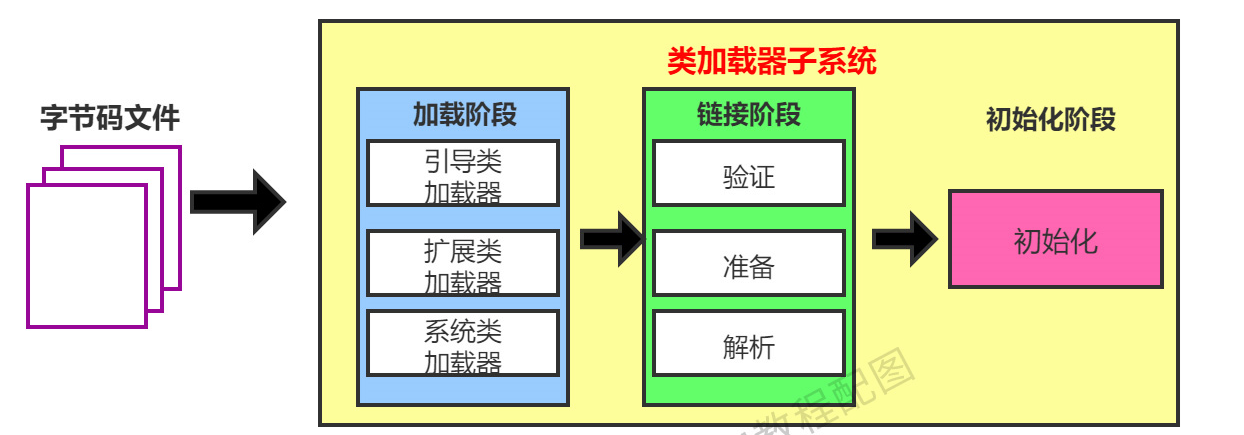 类加载器子系统
字节码文件
加载阶段
引导类
加载器
扩展类
加载器
系统类
加载器
链接阶段
验证
准备
解析
初始化阶段
初始化
教程配图